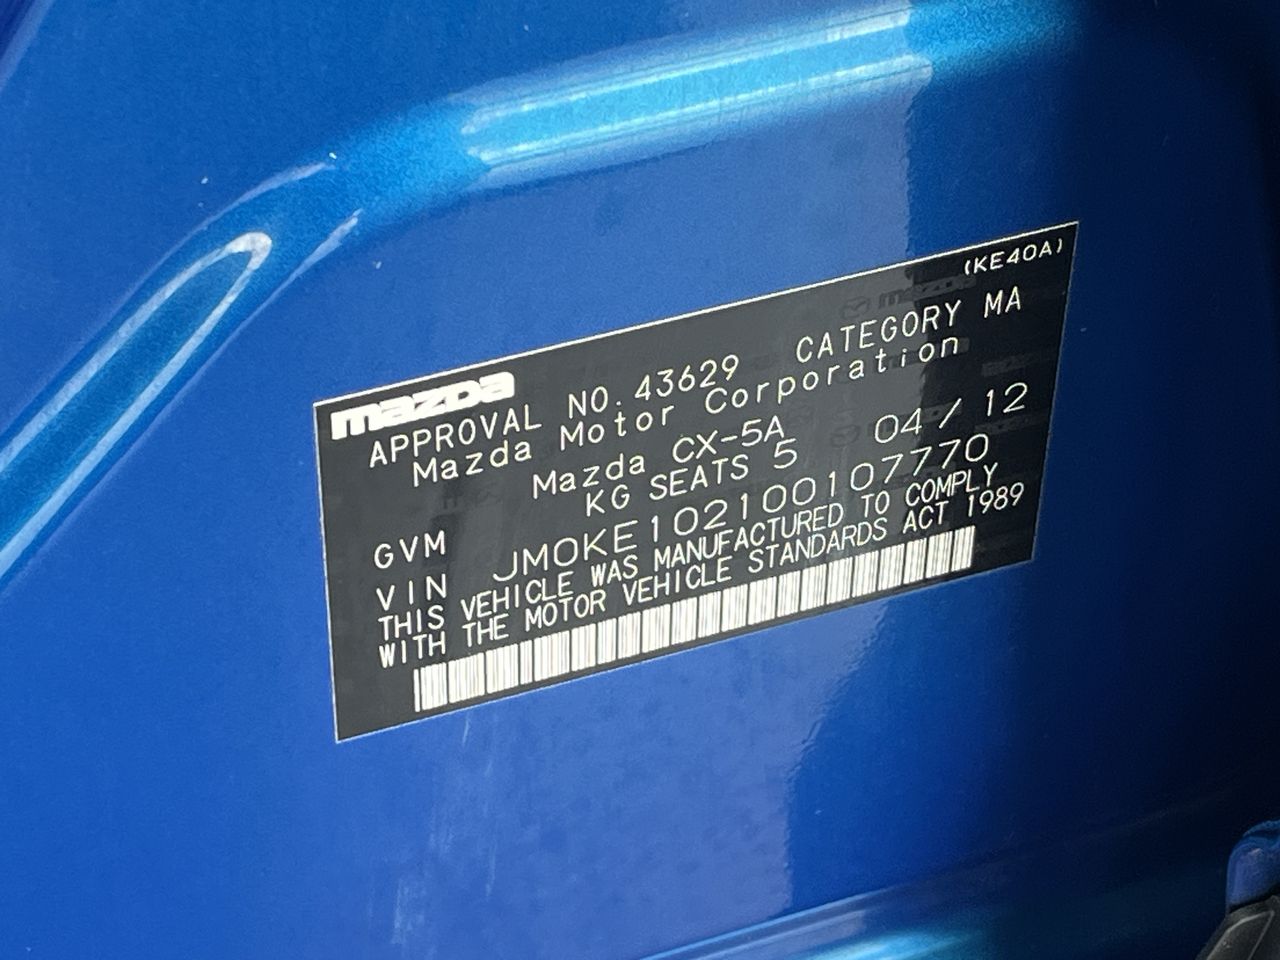 (KE40A)
mazda
APPROVAL NO. 43629 CATEGORY MA
Mazda Motor Corporation
Mazda CX-5A 04/12
GVM KG SEATS 5
VIN JM0KE102100107770
THIS VEHICLE WAS MANUFACTURED TO COMPLY
WITH THE MOTOR VEHICLE STANDARDS ACT 1989